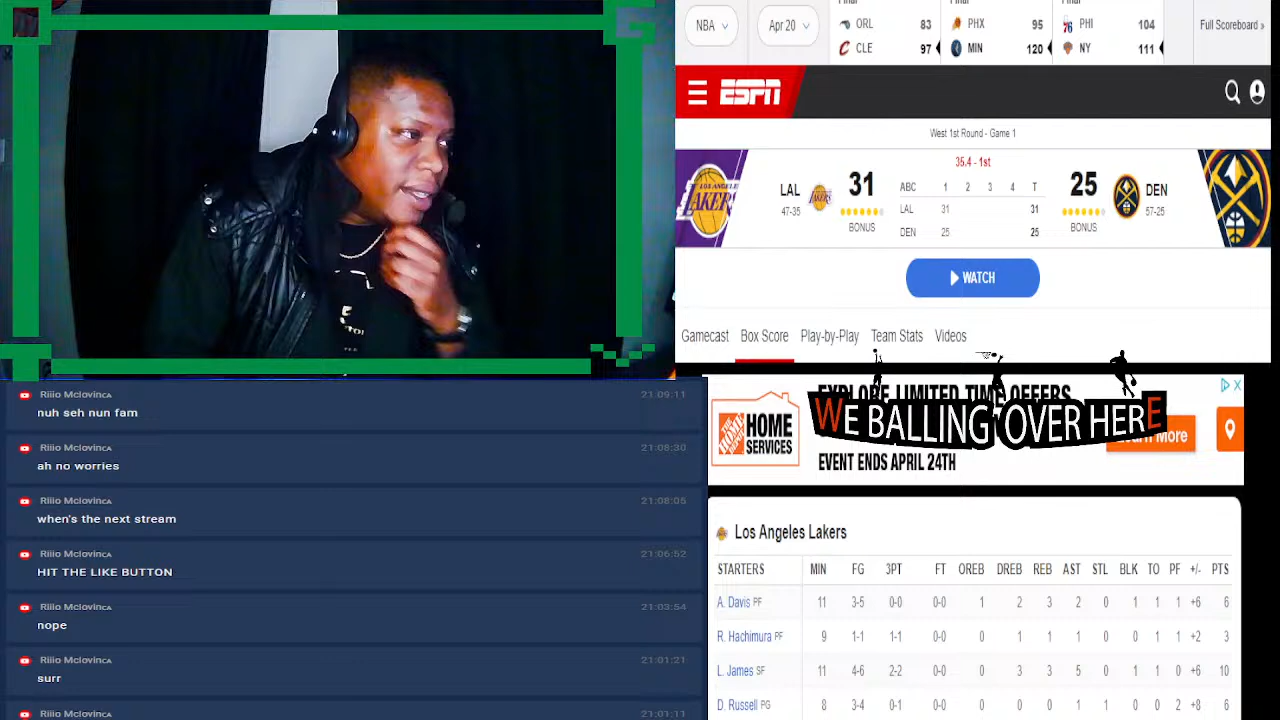 NBA
Apr 20
Final
ORL 83
CLE 97
Final
PHX 95
MIN 120
Final
PHI 104
NY 111
Full Scoreboard »
ESPN
West 1st Round - Game 1
LAL
47-35
31
BONUS
35.4 - 1st
ABC 1 2 3 4 T
LAL 31 31
DEN 25 25
25
BONUS
DEN
57-25
WATCH
Gamecast Box Score Play-by-Play Team Stats Videos
EXPLORE LIMITED TIME OFFERS
WE BALLING OVER HERE
Learn More
EVENT ENDS APRIL 24TH
HOME
SERVICES
Los Angeles Lakers
STARTERS MIN FG 3PT FT OREB DREB REB AST STL BLK TO PF +/- PTS
A. Davis PF 11 3-5 0-0 0-0 1 2 3 2 0 1 1 1 +6 6
R. Hachimura PF 9 1-1 1-1 0-0 0 1 1 1 0 0 1 1 +2 3
L. James SF 11 4-6 2-2 0-0 0 3 3 5 0 1 1 0 +6 10
D. Russell PG 8 3-4 0-1 0-0 0 0 0 1 1 0 0 2 +8 6
Riiio Mclovinca 21:09:11
nuh seh nun fam
Riiio Mclovinca 21:08:30
ah no worries
Riiio Mclovinca 21:08:05
when's the next stream
Riiio Mclovinca 21:06:52
HIT THE LIKE BUTTON
Riiio Mclovinca 21:03:54
nope
Riiio Mclovinca 21:01:21
surr
Riiio Mclovinca 21:01:11